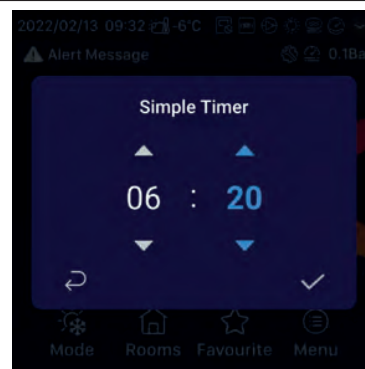 2022/02/13 09:32 -6°C
Alert Message 0.1Ba
Simple Timer
06 : 20
Mode Rooms Favourite Menu